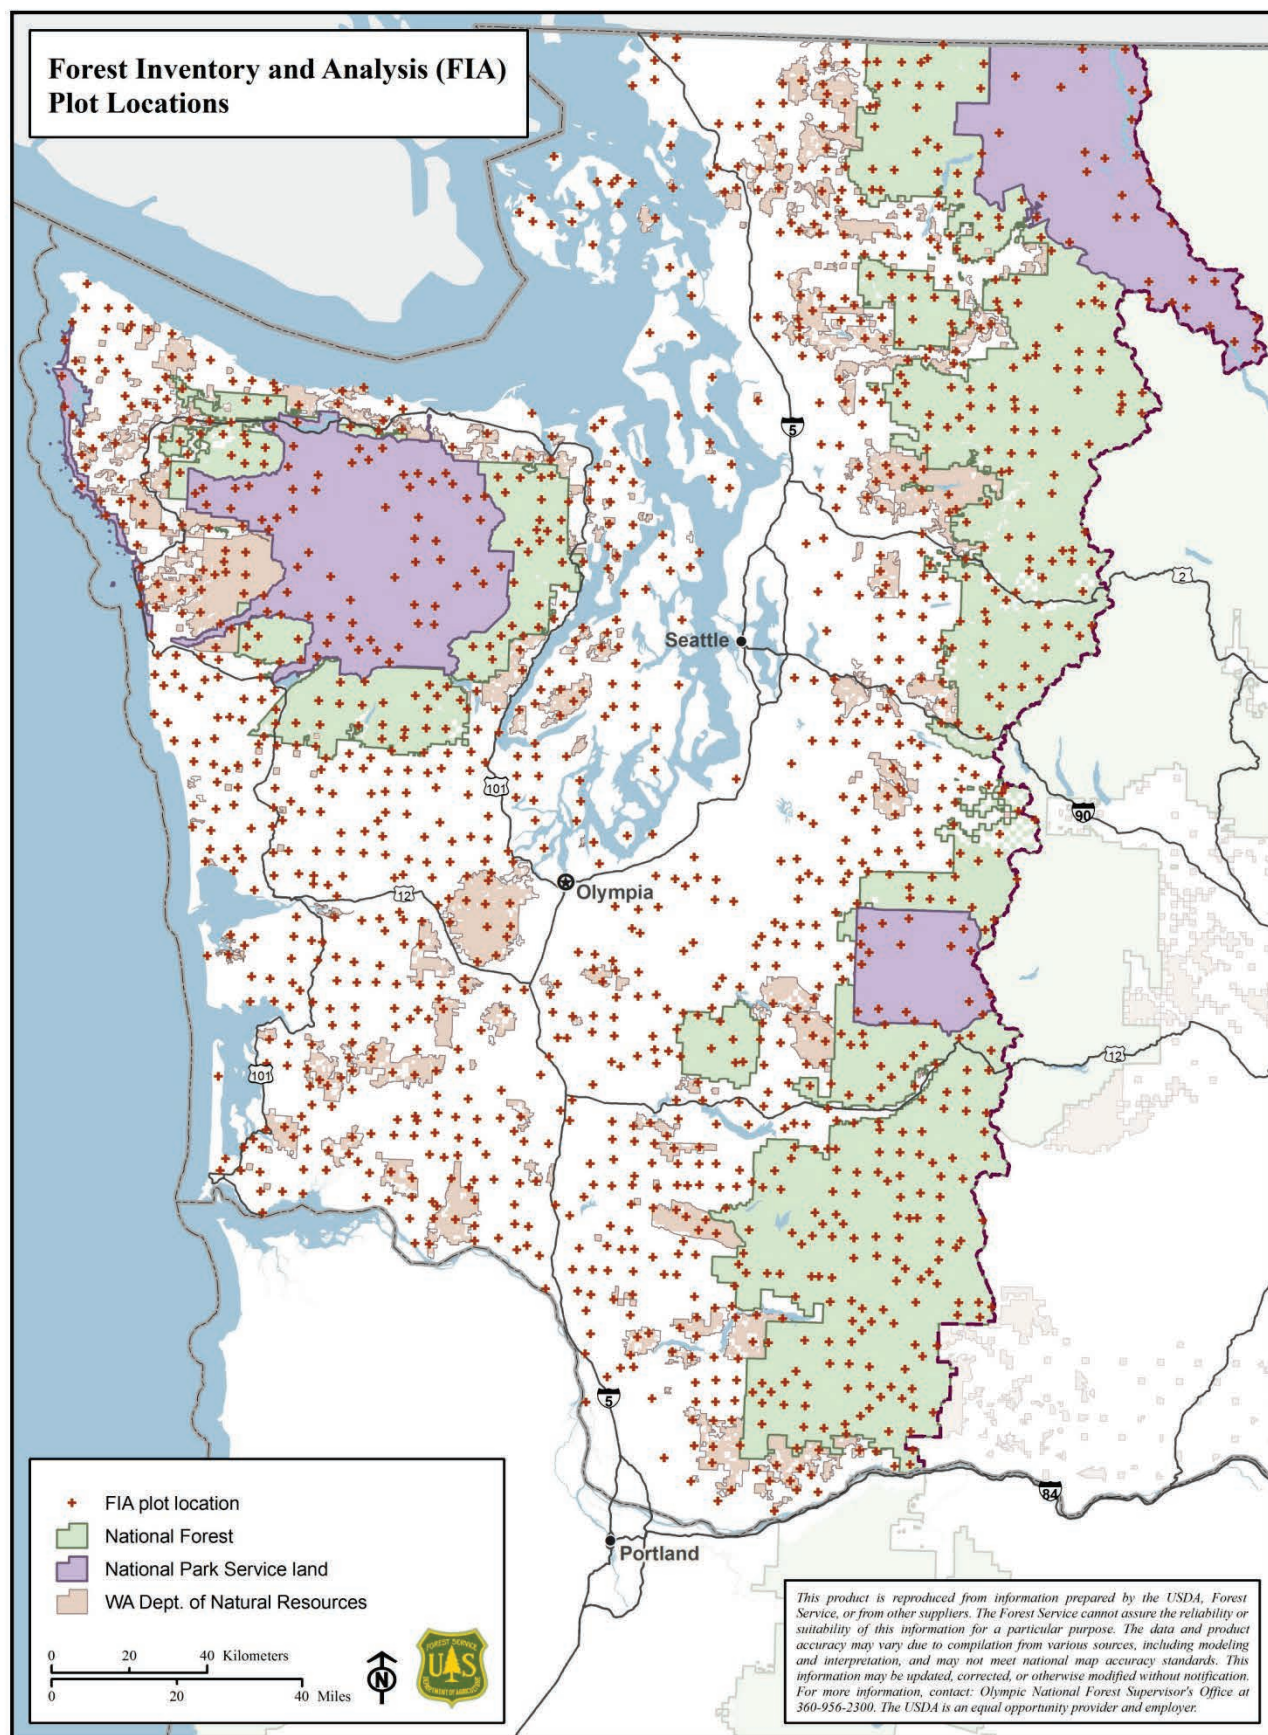 Forest Inventory and Analysis (FIA)
Plot Locations
5
2
Seattle
101
90
12
Olympia
12
101
5
84
Portland
FIA plot location
National Forest
National Park Service land
WA Dept. of Natural Resources
0 20 40 Kilometers
0 20 40 Miles
N
FOREST SERVICE
U S
DEPARTMENT OF AGRICULTURE
This product is reproduced from information prepared by the USDA, Forest
Service, or from other suppliers. The Forest Service cannot assure the reliability or
suitability of this information for a particular purpose. The data and product
accuracy may vary due to compilation from various sources, including modeling
and interpretation, and may not meet national map accuracy standards. This
information may be updated, corrected, or otherwise modified without notification.
For more information, contact: Olympic National Forest Supervisor's Office at
360-956-2300. The USDA is an equal opportunity provider and employer.